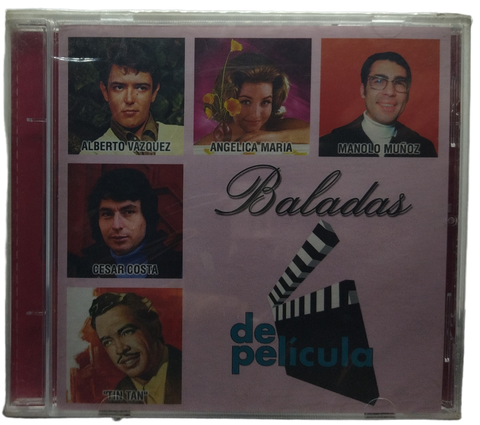 ALBERTO VAZQUEZ
ANGELICA MARIA
MANOLO MUÑOZ
Baladas
CESAR COSTA
de
película
"TIN TAN"